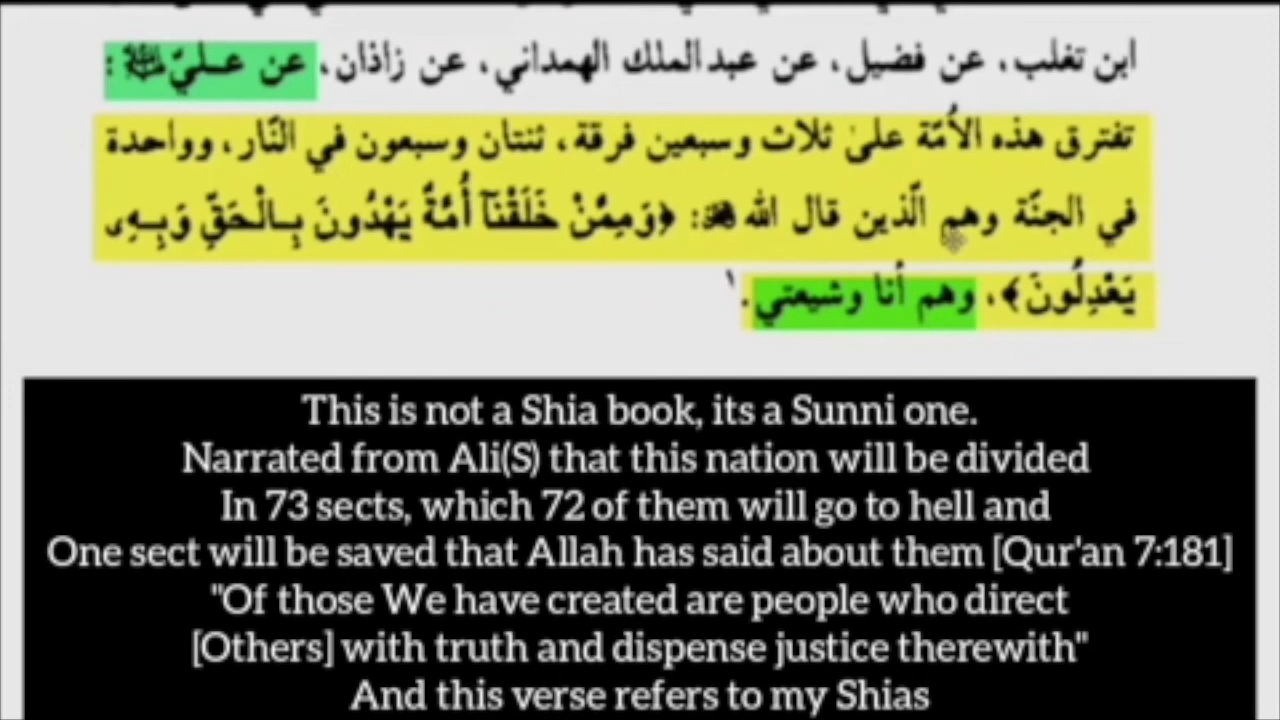 ابن تغلب، عن فضيل، عن عبدالملك الهمداني، عن زاذان، عن عليّ :
تفترق هذه الأُمّة علىٰ ثلاث وسبعين فرقة، ثنتان وسبعون في النّار، وواحدة
في الجنّة وهم الّذين قال الله : ﴿وَمِمَّنْ خَلَقْنَآ أُمَّةٌ يَهْدُونَ بِالْحَقِّ وَبِهِۦ
يَعْدِلُونَ﴾، وهم أنا وشيعتي.١
This is not a Shia book, its a Sunni one.
Narrated from Ali(S) that this nation will be divided
In 73 sects, which 72 of them will go to hell and
One sect will be saved that Allah has said about them [Qur'an 7:181]
"Of those We have created are people who direct
[Others] with truth and dispense justice therewith"
And this verse refers to my Shias